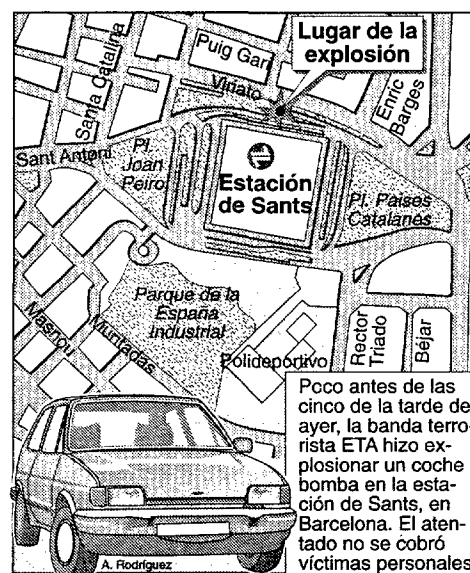 Lugar de la
explosión
Puig Garí
Viriato
Santa Catalina
Enric
Barges
Sant Antoni
Pl.
Joan
Peiro
Estación
de Sants
Pl. Países
Catalanes
Parque de la
España
Industrial
Masnou
Muntadas
Polideportivo
Rector
Triado
Béjar
Poco antes de las
cinco de la tarde de
ayer, la banda terro-
rista ETA hizo ex-
plosionar un coche
bomba en la esta-
ción de Sants, en
Barcelona. El aten-
tado no se cobró
víctimas personales
A. Rodríguez